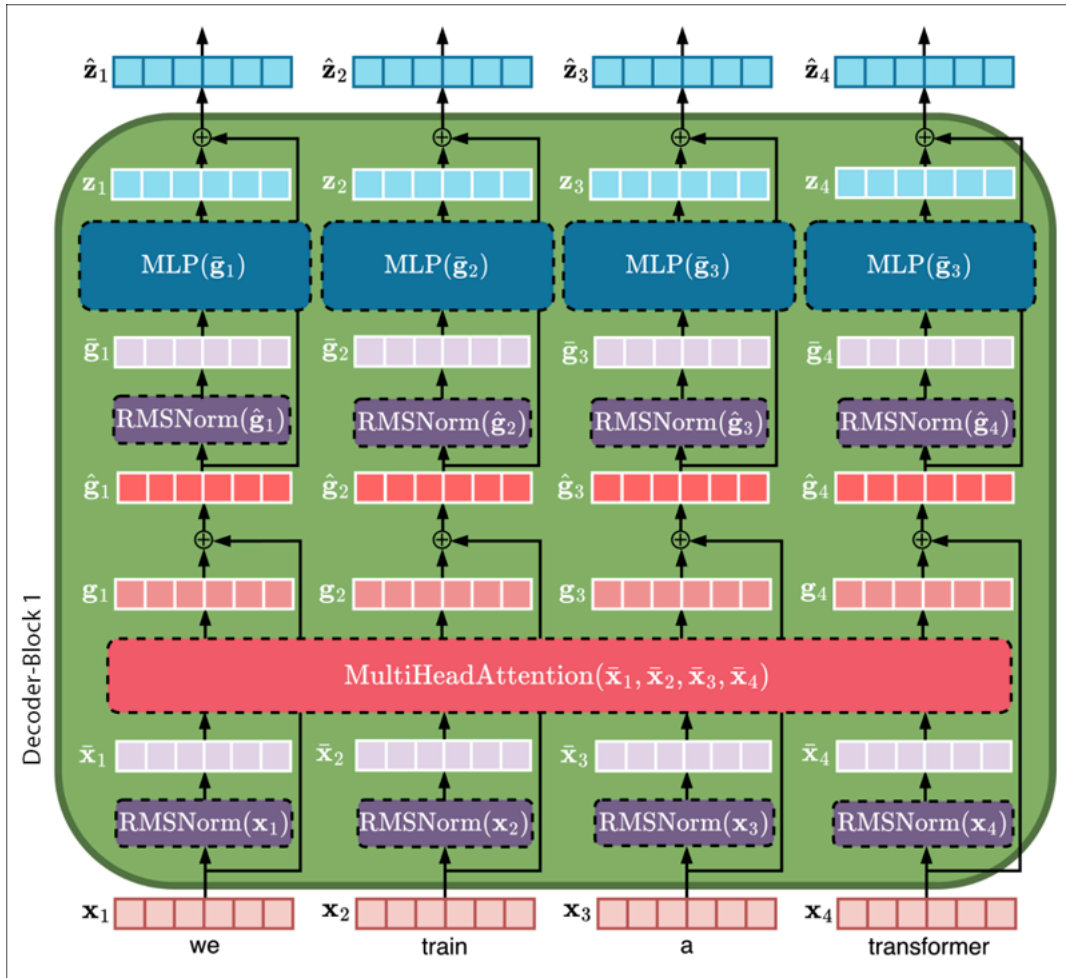 ẑ₁ ẑ₂ ẑ₃ ẑ₄
z₁ z₂ z₃ z₄
MLP(ḡ₁) MLP(ḡ₂) MLP(ḡ₃) MLP(ḡ₃)
ḡ₁ ḡ₂ ḡ₃ ḡ₄
RMSNorm(ĝ₁) RMSNorm(ĝ₂) RMSNorm(ĝ₃) RMSNorm(ĝ₄)
ĝ₁ ĝ₂ ĝ₃ ĝ₄
g₁ g₂ g₃ g₄
MultiHeadAttention(x̄₁, x̄₂, x̄₃, x̄₄)
Decoder-Block 1
x̄₁ x̄₂ x̄₃ x̄₄
RMSNorm(x₁) RMSNorm(x₂) RMSNorm(x₃) RMSNorm(x₄)
x₁ x₂ x₃ x₄
we train a transformer